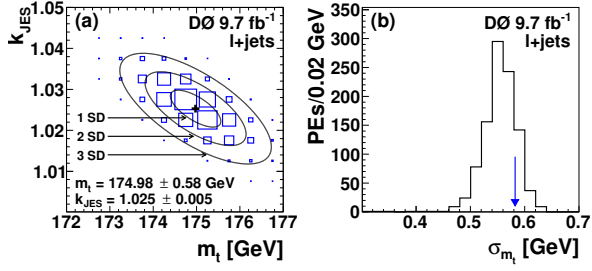 (a) DØ 9.7 fb⁻¹
l+jets
k_JES
1.05
1.04
1.03
1.02
1.01
1 SD
2 SD
3 SD
m_t = 174.98 ± 0.58 GeV
k_JES = 1.025 ± 0.005
172 173 174 175 176 177
m_t [GeV]
(b) DØ 9.7 fb⁻¹
l+jets
PEs/0.02 GeV
350
300
250
200
150
100
50
0
0.4 0.5 0.6 0.7
σ_m_t [GeV]